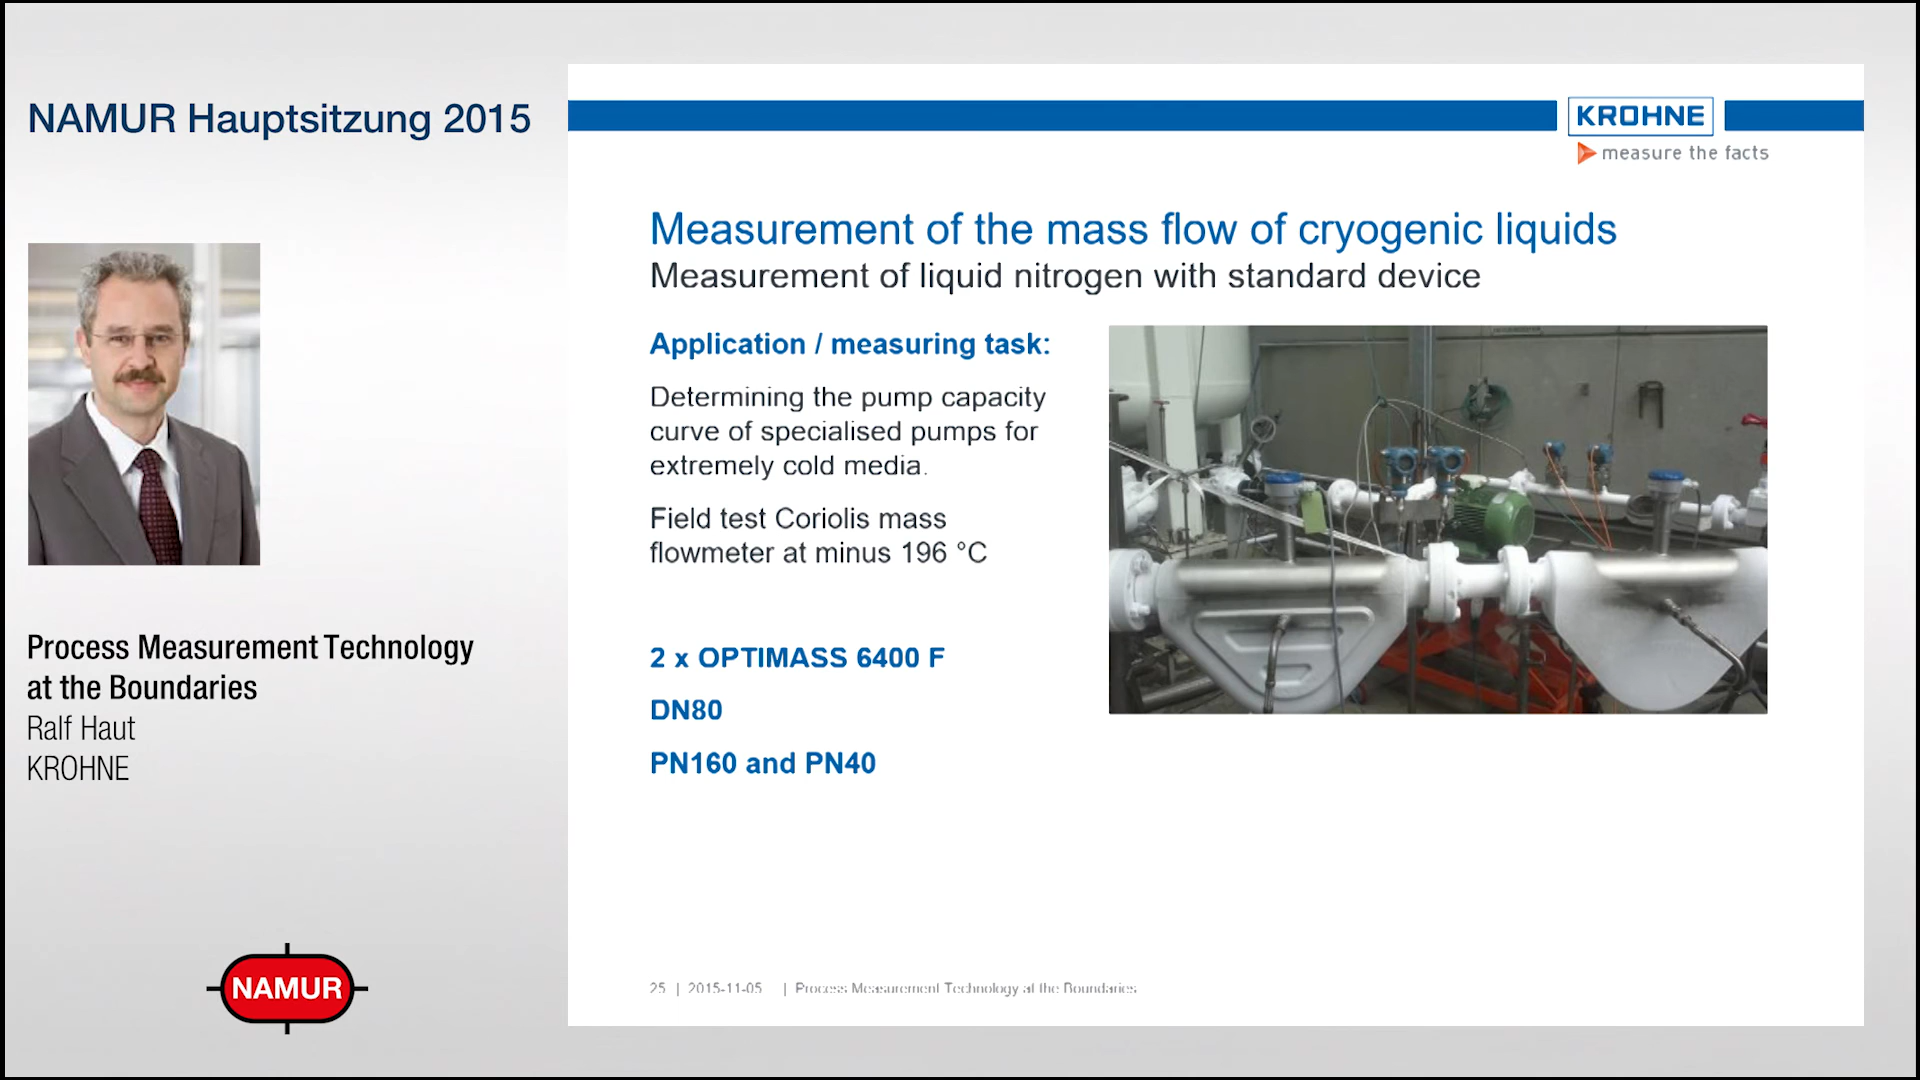 NAMUR Hauptsitzung 2015
Process Measurement Technology
at the Boundaries
Ralf Haut
KROHNE
NAMUR
KROHNE
measure the facts
Measurement of the mass flow of cryogenic liquids
Measurement of liquid nitrogen with standard device
Application / measuring task:
Determining the pump capacity
curve of specialised pumps for
extremely cold media.
Field test Coriolis mass
flowmeter at minus 196 °C
2 x OPTIMASS 6400 F
DN80
PN160 and PN40
25 | 2015-11-05 | Process Measurement Technology at the Boundaries